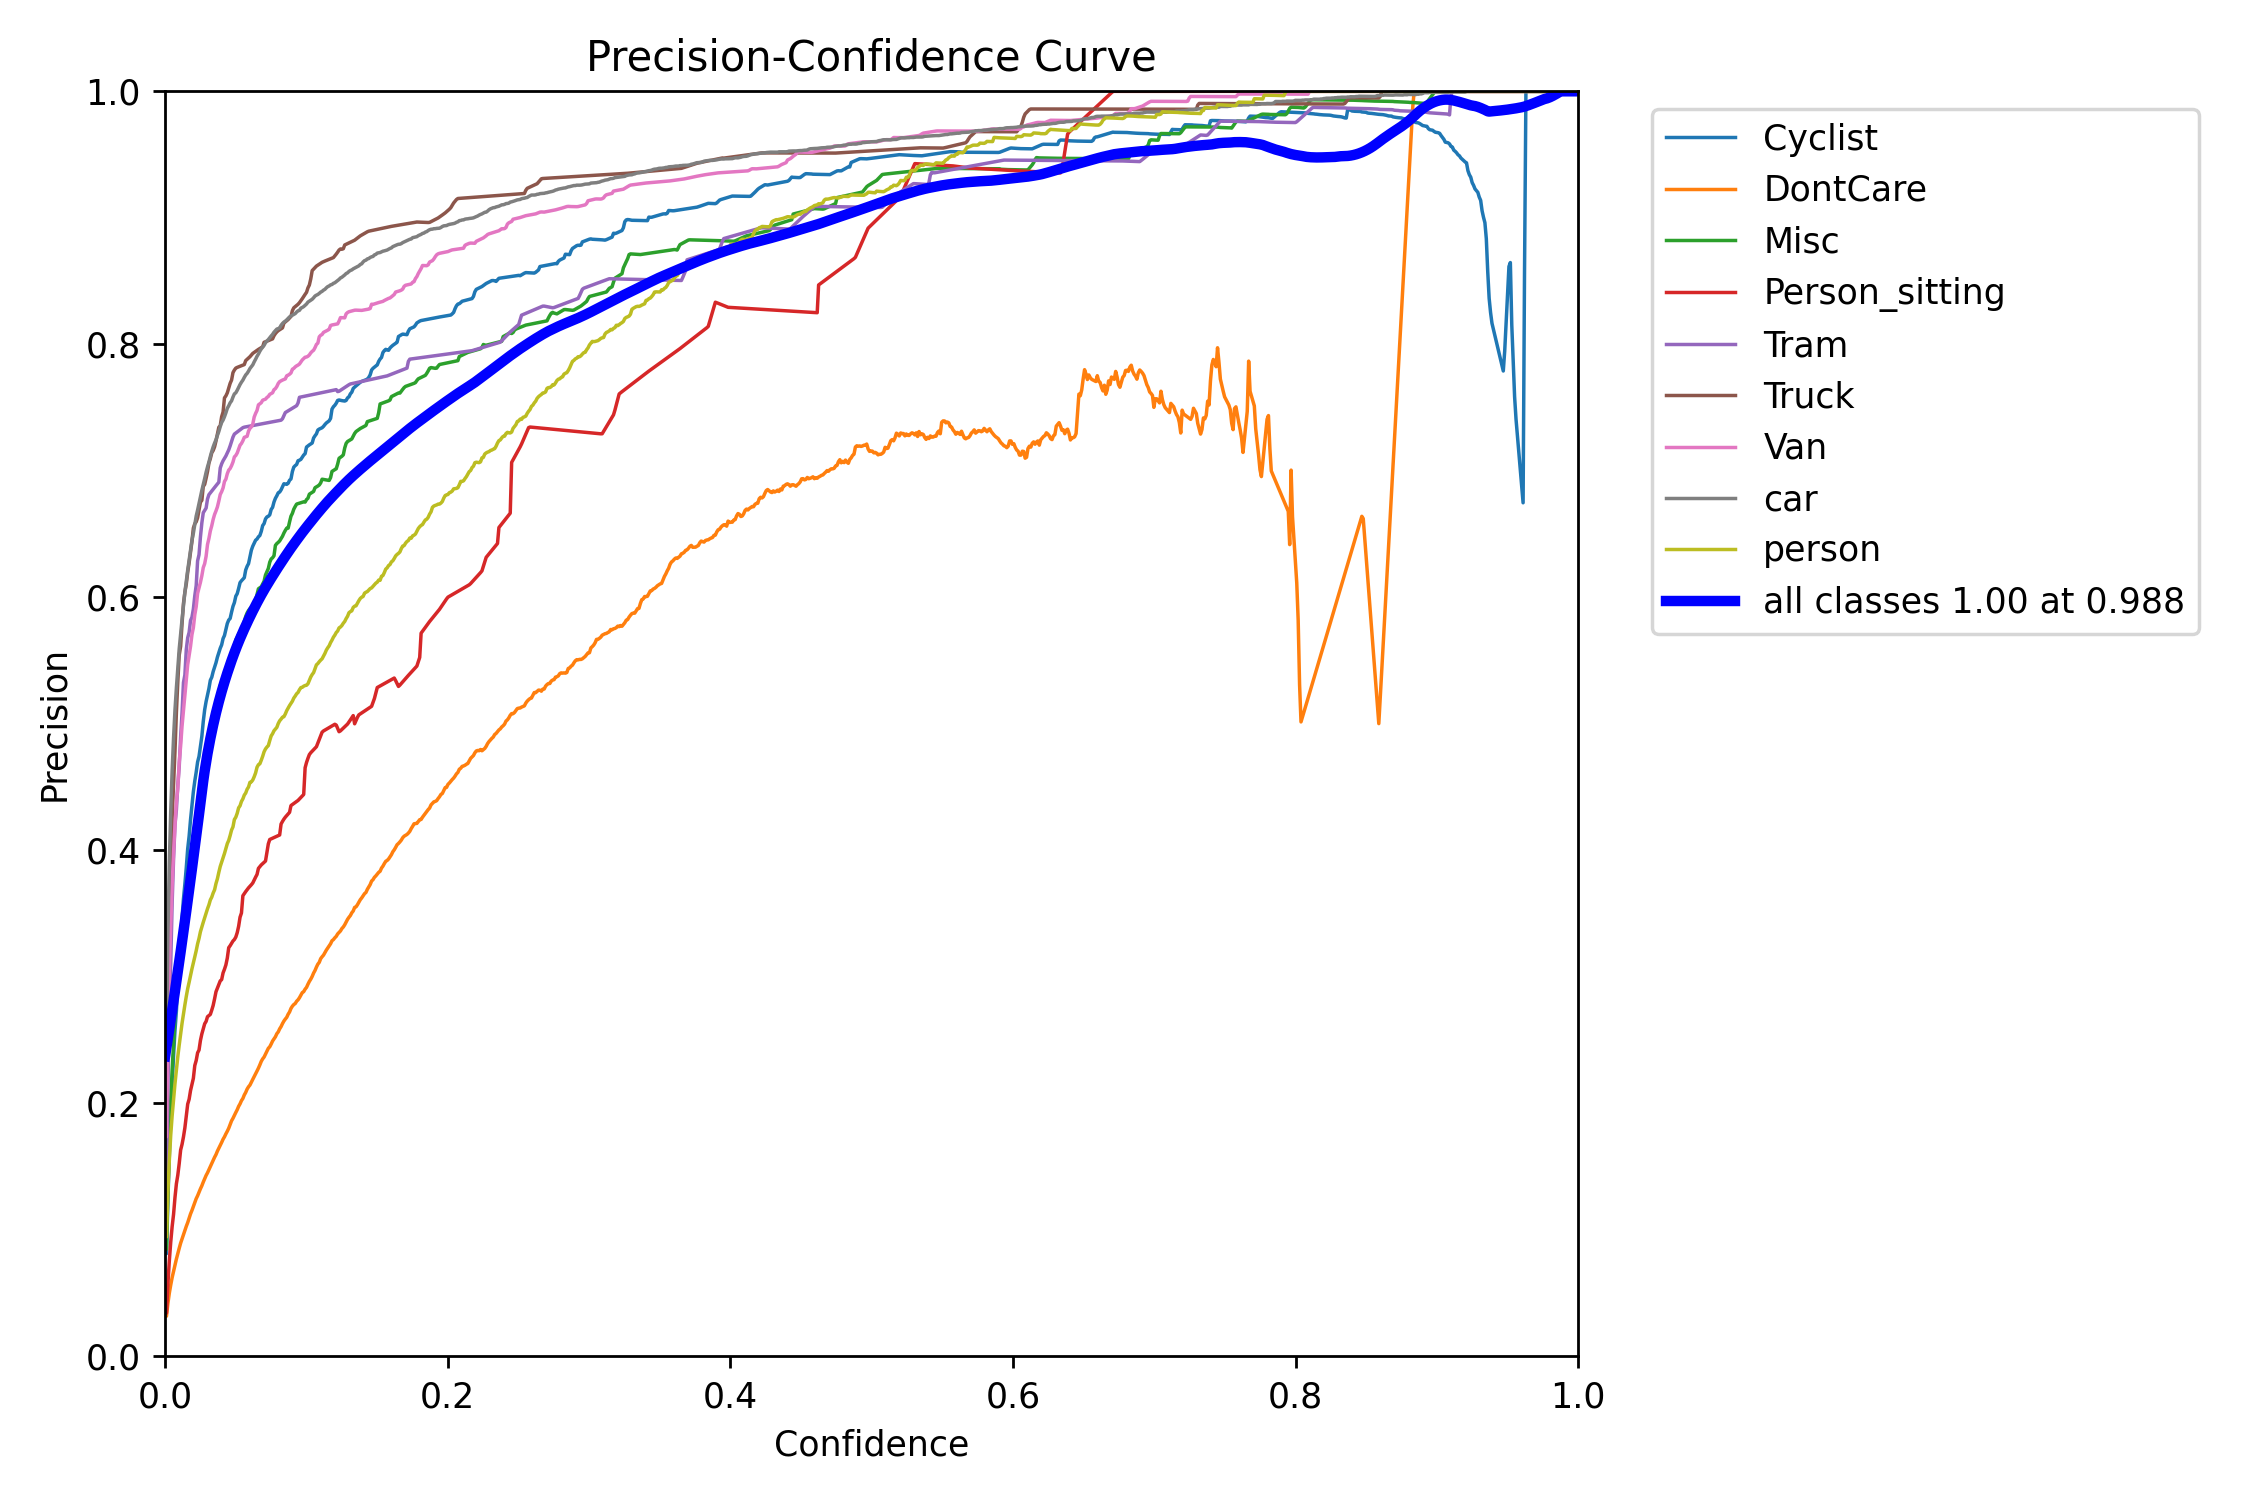 Precision-Confidence Curve
1.0
0.8
0.6
0.4
0.2
0.0
Precision
0.0 0.2 0.4 0.6 0.8 1.0
Confidence
Cyclist
DontCare
Misc
Person_sitting
Tram
Truck
Van
car
person
all classes 1.00 at 0.988